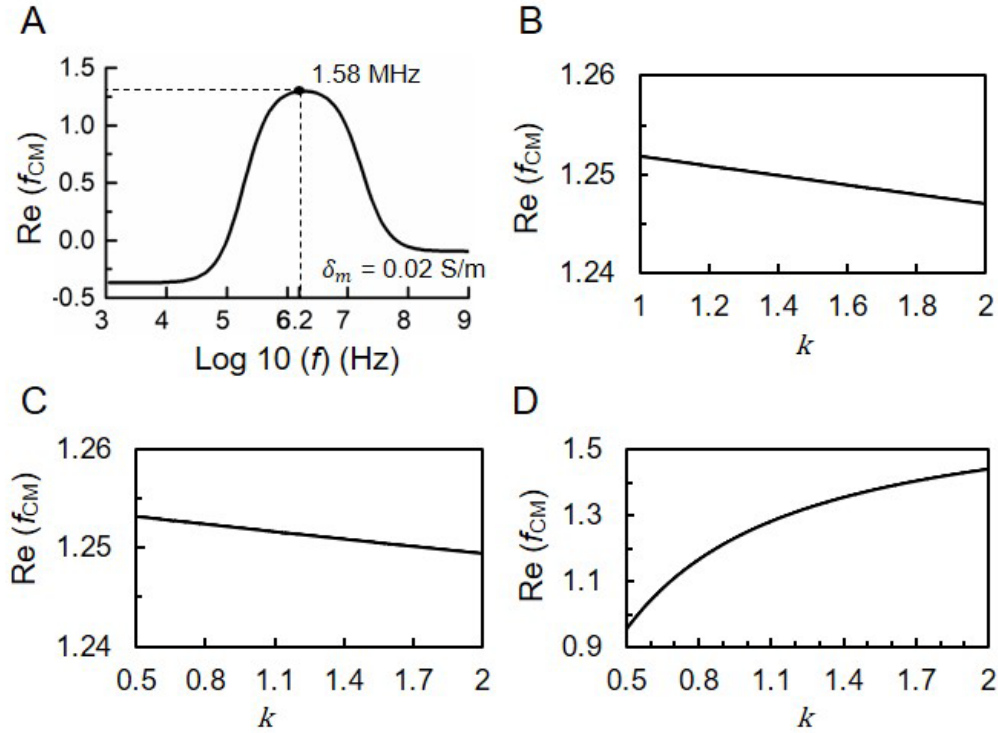 A
1.5
1.0
0.5
0.0
-0.5
Re (fCM)
1.58 MHz
δm = 0.02 S/m
3 4 5 6.2 7 8 9
Log 10 (f) (Hz)
B
1.26
1.25
1.24
Re (fCM)
1 1.2 1.4 1.6 1.8 2
k
C
1.26
1.25
1.24
Re (fCM)
0.5 0.8 1.1 1.4 1.7 2
k
D
1.5
1.3
1.1
0.9
Re (fCM)
0.5 0.8 1.1 1.4 1.7 2
k